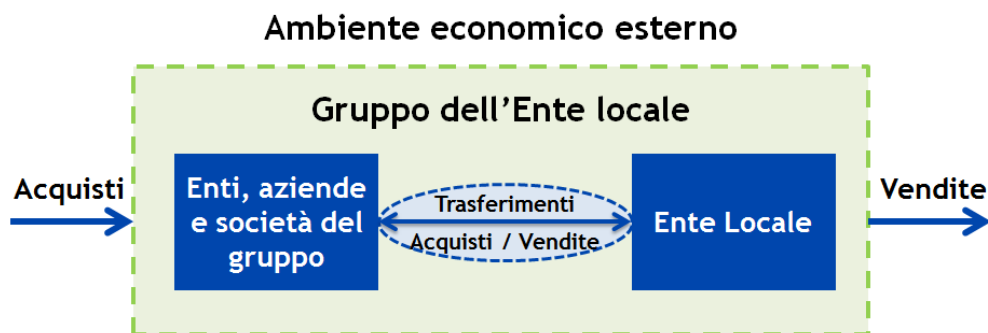 Ambiente economico esterno
Gruppo dell'Ente locale
Acquisti
Enti, aziende
e società del
gruppo
Trasferimenti
Acquisti / Vendite
Ente Locale
Vendite